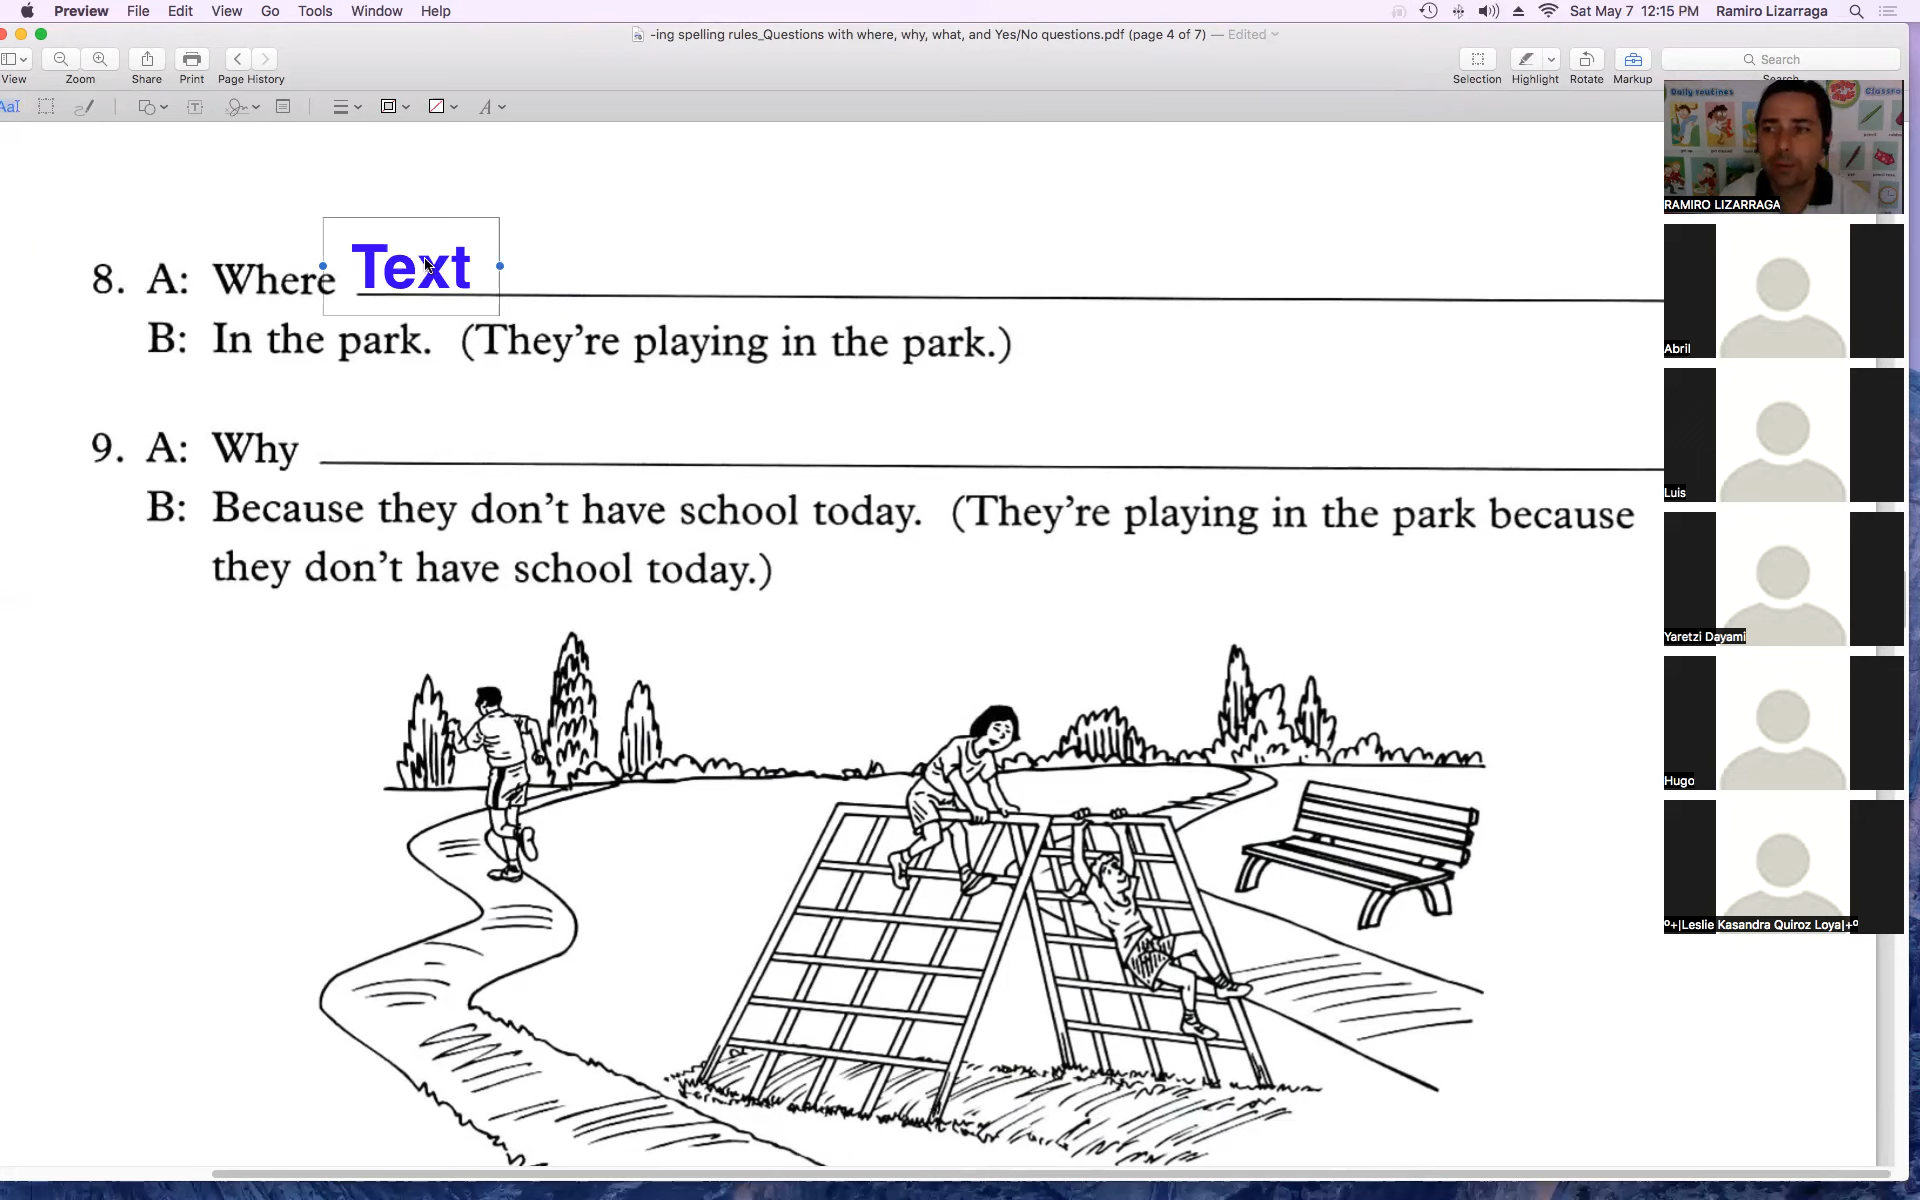 Preview File Edit View Go Tools Window Help Sat May 7 12:15 PM Ramiro Lizarraga
-ing spelling rules_Questions with where, why, what, and Yes/No questions.pdf (page 4 of 7) — Edited
Search
View Zoom Share Print Page History Selection Highlight Rotate Markup Search
AaI T A
Daily routines
RAMIRO LIZARRAGA
8. A: Where Text
B: In the park. (They're playing in the park.)
Abril
9. A: Why
B: Because they don't have school today. (They're playing in the park because
they don't have school today.)
Luis
Yaretzi Dayami
Hugo
º+|Leslie Kasandra Quiroz Loya|+º